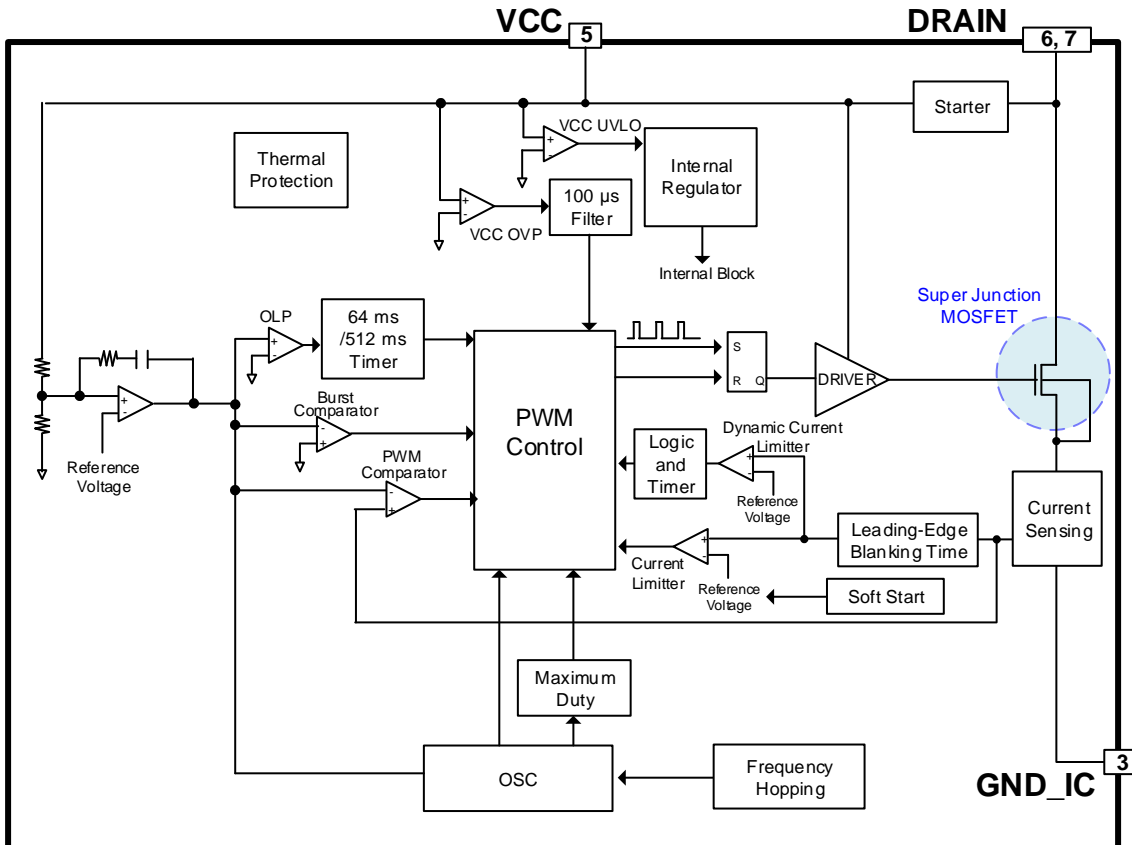 VCC
DRAIN
5
6, 7
Starter
VCC UVLO
+
-
Thermal
Protection
Internal
Regulator
100 µs
Filter
+
-
VCC OVP
Internal Block
Super Junction
MOSFET
OLP
64 ms
/512 ms
Timer
+
-
S
R Q
DRIVER
Burst
Comparator
+
-
-
+
PWM
Control
Reference
Voltage
PWM
Comparator
-
+
Logic
and
Timer
Dynamic Current
Limitter
+
-
Reference
Voltage
Current
Sensing
Leading-Edge
Blanking Time
+
-
Current
Limitter
Reference
Voltage
Soft Start
Maximum
Duty
OSC
Frequency
Hopping
3
GND_IC